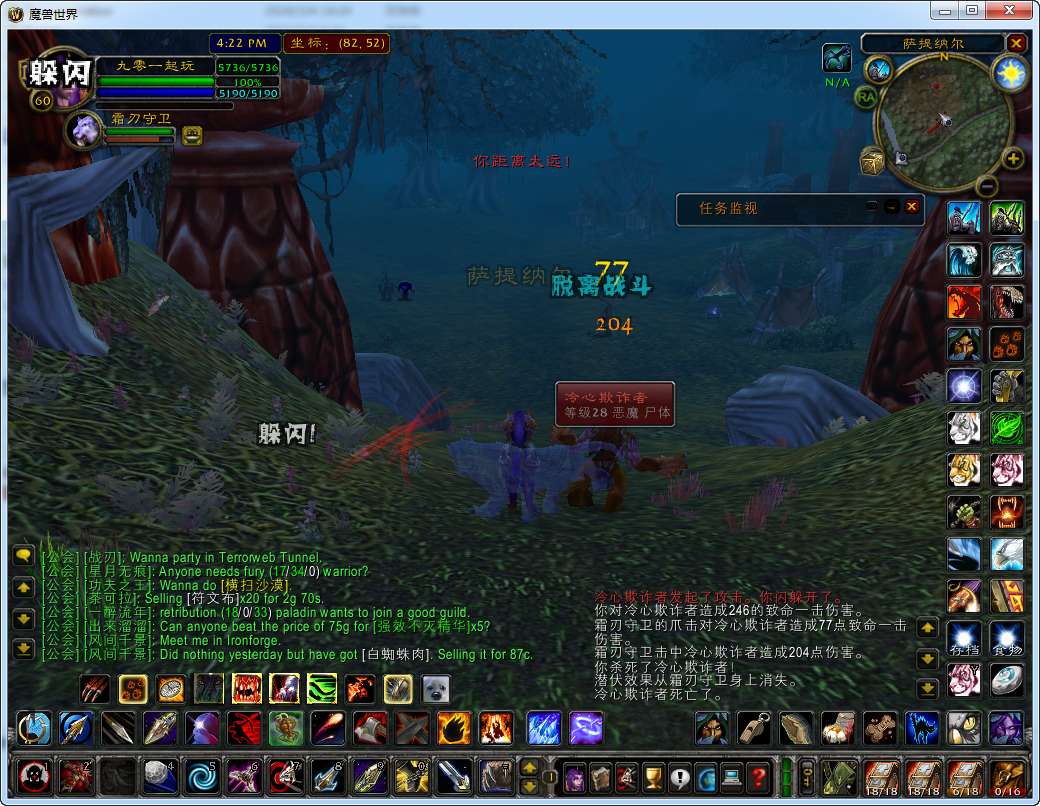 魔兽世界
4:22 PM
坐标：(82, 52)
萨提纳尔
N
九零一起玩
5736/5736
100%
5190/5190
躲闪
60
霜刃守卫
N/A
RA
你距离太远！
任务监视
萨提纳尔
77
脱离战斗
204
冷心欺诈者
等级28 恶魔 尸体
躲闪!
[公会] [战刃]: Wanna party in Terrorweb Tunnel.
[公会] [星月无痕]: Anyone needs fury (17/34/0) warrior?
[公会] [功夫之王]: Wanna do [横扫沙漠].
[公会] [茶可拉]: Selling [符文布]x20 for 2g 70s.
[公会] [一醉流年]: retribution (18/0/33) paladin wants to join a good guild.
[公会] [出来溜溜]: Can anyone beat the price of 75g for [强效不灭精华]x5?
[公会] [风间千景]: Meet me in Ironforge.
[公会] [风间千景]: Did nothing yesterday but have got [白蜘蛛肉]. Selling it for 87c.
冷心欺诈者发起了攻击。你闪躲开了。
你对冷心欺诈者造成246的致命一击伤害。
霜刃守卫的爪击对冷心欺诈者造成77点致命一击
伤害。
霜刃守卫击中冷心欺诈者造成204点伤害。
你杀死了冷心欺诈者！
潜伏效果从霜刃守卫身上消失。
冷心欺诈者死亡了。
存档
食物
1
2
4
5
6
7
8
9
0
18/18
18/18
6/18
0/16